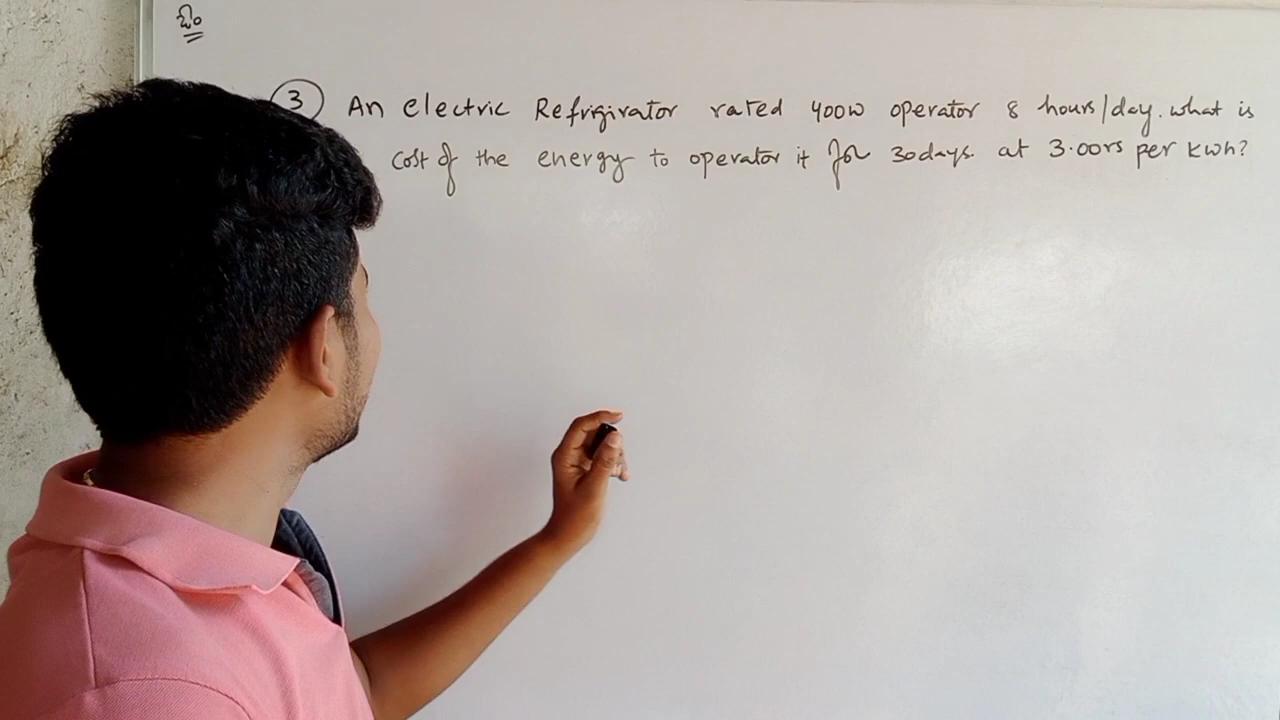 శ్రీం
3 An electric Refrigirator rated 400w operator 8 hours/day. what is
cost of the energy to operator it for 30days. at 3.00rs per kwh?